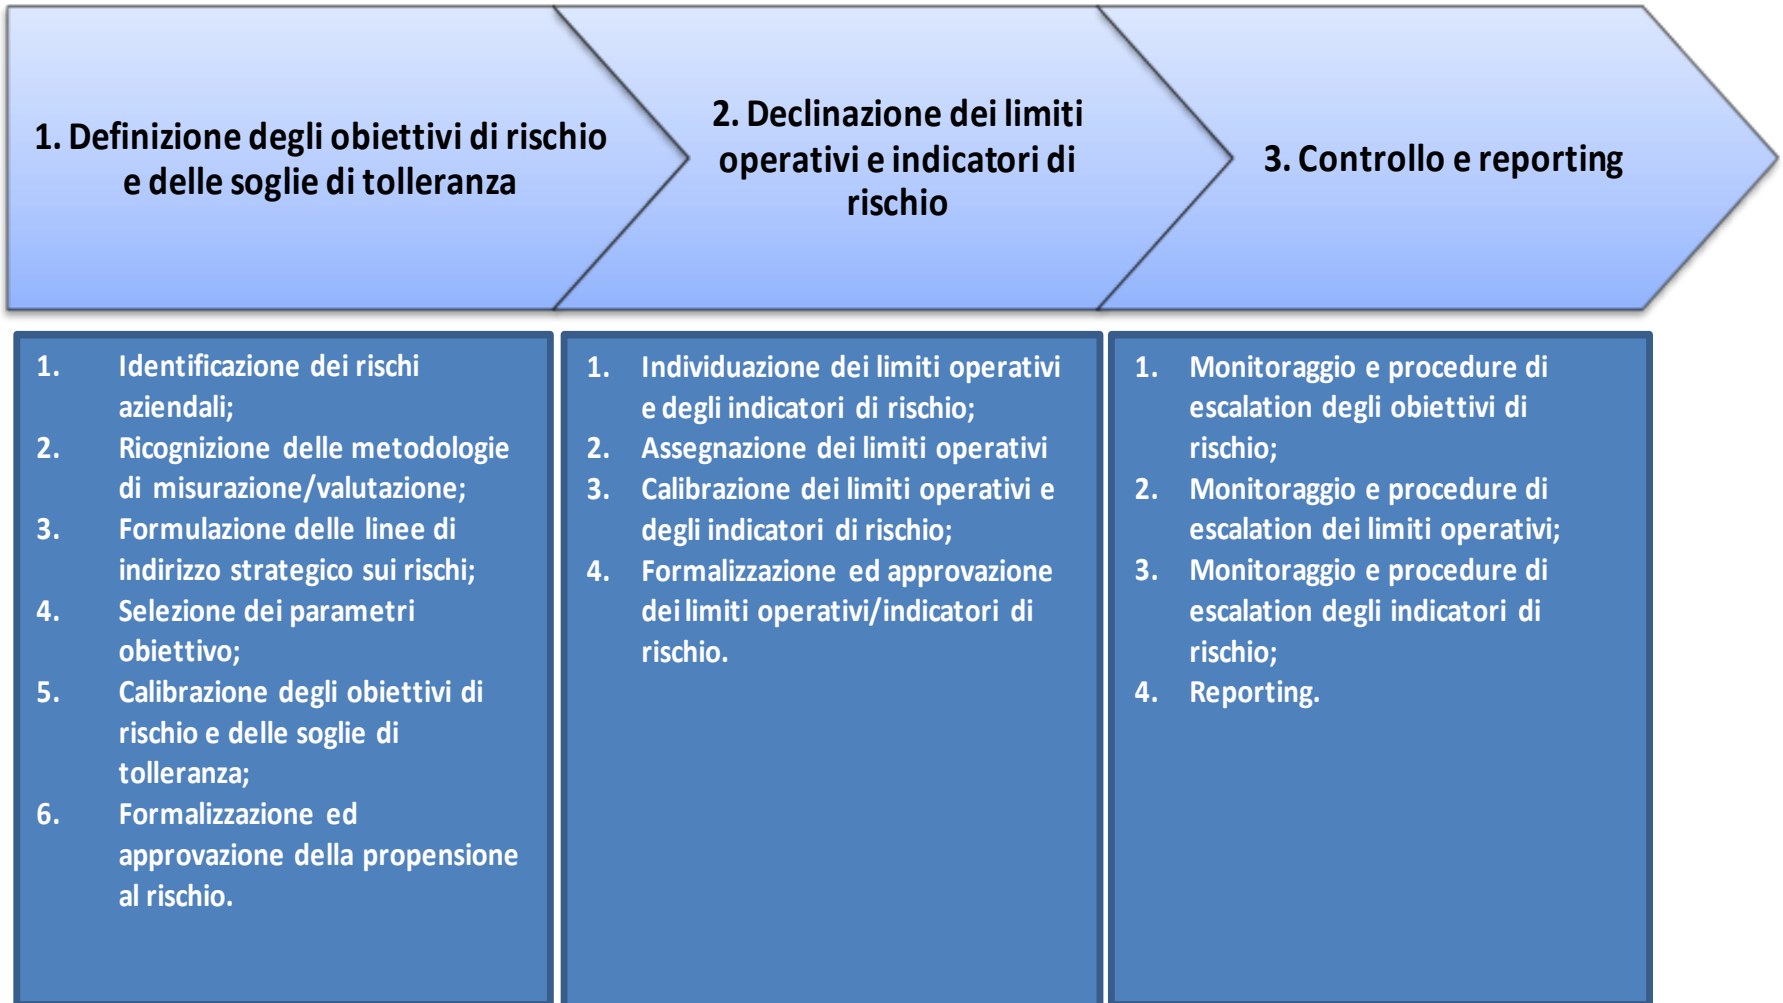 1. Definizione degli obiettivi di rischio
e delle soglie di tolleranza
2. Declinazione dei limiti
operativi e indicatori di
rischio
3. Controllo e reporting
1. Identificazione dei rischi
aziendali;
2. Ricognizione delle metodologie
di misurazione/valutazione;
3. Formulazione delle linee di
indirizzo strategico sui rischi;
4. Selezione dei parametri
obiettivo;
5. Calibrazione degli obiettivi di
rischio e delle soglie di
tolleranza;
6. Formalizzazione ed
approvazione della propensione
al rischio.
1. Individuazione dei limiti operativi
e degli indicatori di rischio;
2. Assegnazione dei limiti operativi
3. Calibrazione dei limiti operativi e
degli indicatori di rischio;
4. Formalizzazione ed approvazione
dei limiti operativi/indicatori di
rischio.
1. Monitoraggio e procedure di
escalation degli obiettivi di
rischio;
2. Monitoraggio e procedure di
escalation dei limiti operativi;
3. Monitoraggio e procedure di
escalation degli indicatori di
rischio;
4. Reporting.